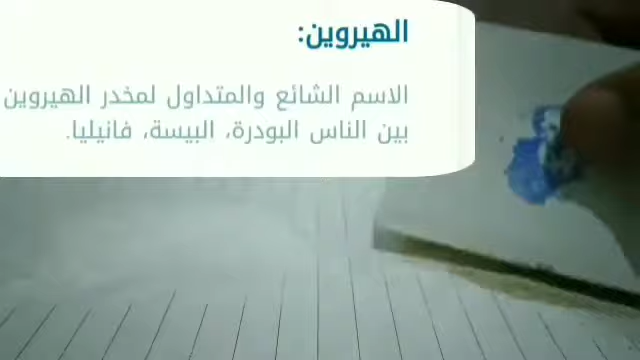 الهيروين:
الاسم الشائع والمتداول لمخدر الهيروين
بين الناس البودرة، البيسة، فانيليا.